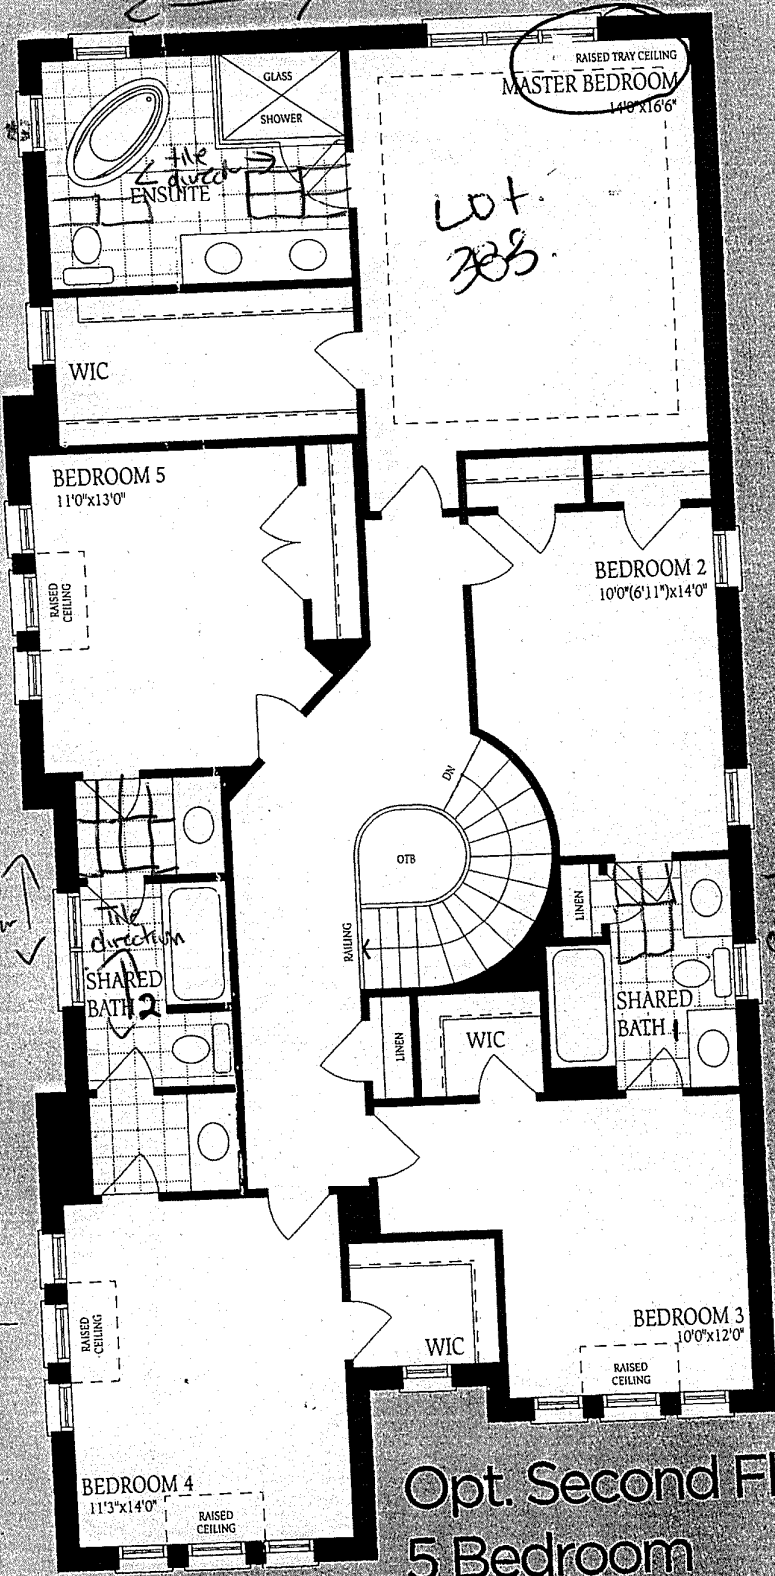 RAISED TRAY CEILING
MASTER BEDROOM
14'0"x16'6"
GLASS
SHOWER
tile
direct
ENSUITE
Lot
383
WIC
BEDROOM 5
11'0"x13'0"
RAISED
CEILING
BEDROOM 2
10'0"(6'11")x14'0"
DN
OTB
RAILING
LINEN
Tile
direction
SHARED
BATH 2
SHARED
BATH 1
LINEN
WIC
BEDROOM 3
10'0"x12'0"
RAISED
CEILING
WIC
RAISED
CEILING
BEDROOM 4
11'3"x14'0"
RAISED
CEILING
Opt. Second Fl
5 Bedroom